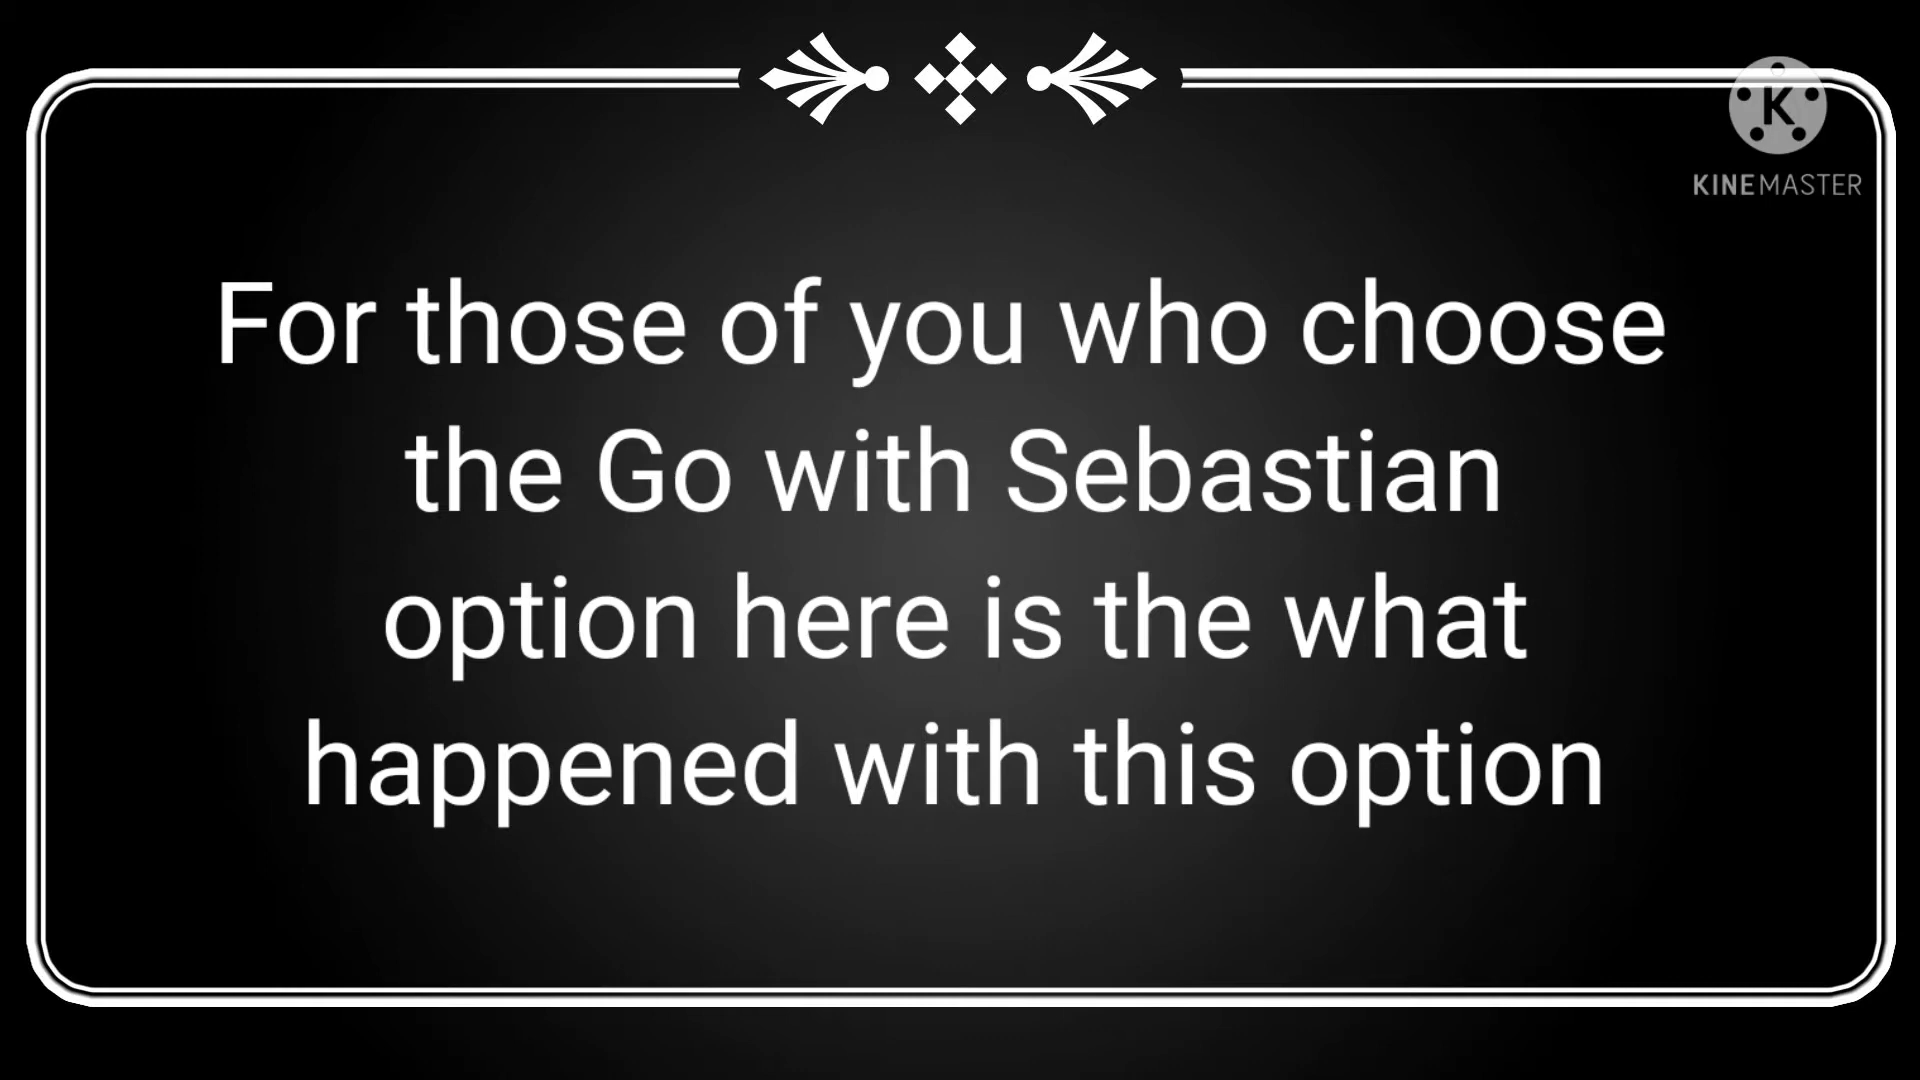 K
KINEMASTER
For those of you who choose
the Go with Sebastian
option here is the what
happened with this option